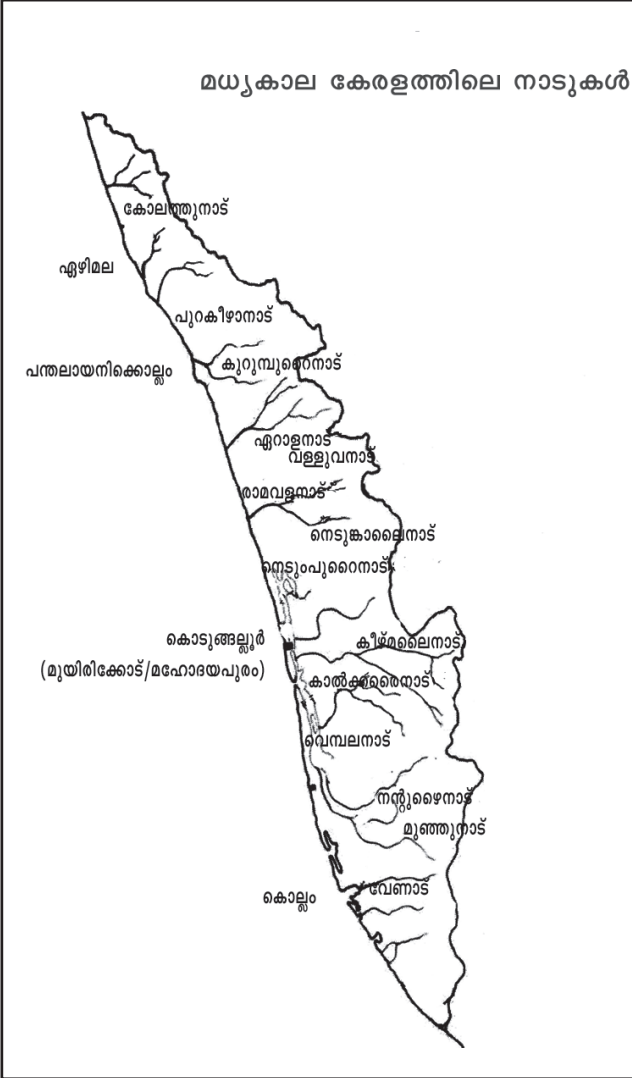 മധ്യകാല കേരളത്തിലെ നാടുകൾ
കോലത്തുനാട്
ഏഴിമല
പുറകീഴാനാട്
പന്തലായനിക്കൊല്ലം
കുറുമ്പുറൈനാട്
ഏറാളനാട്
വള്ളുവനാട്
രാമവളനാട്
നെടുങ്കാലൈനാട്
നെടുംപുറൈനാട്
കൊടുങ്ങല്ലൂർ
കീഴ്മലൈനാട്
(മുയിരിക്കോട്/മഹോദയപുരം)
കാൽക്കരൈനാട്
വെമ്പലനാട്
നന്റുഴൈനാട്
മുഞ്ഞുനാട്
വേണാട്
കൊല്ലം